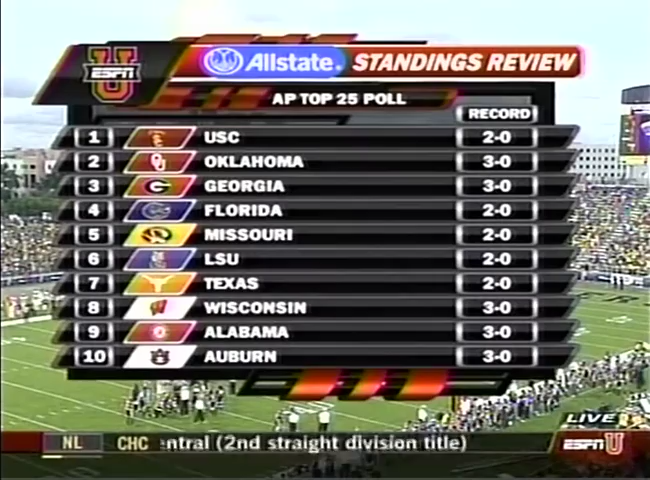 ESPN U Allstate. STANDINGS REVIEW
AP TOP 25 POLL
RECORD
1 USC 2-0
2 OU OKLAHOMA 3-0
3 G GEORGIA 3-0
4 FLORIDA 2-0
5 MISSOURI 2-0
6 LSU 2-0
7 TEXAS 2-0
8 W WISCONSIN 3-0
9 ALABAMA 3-0
10 AU AUBURN 3-0
LIVE
NL CHC entral (2nd straight division title) ESPN U